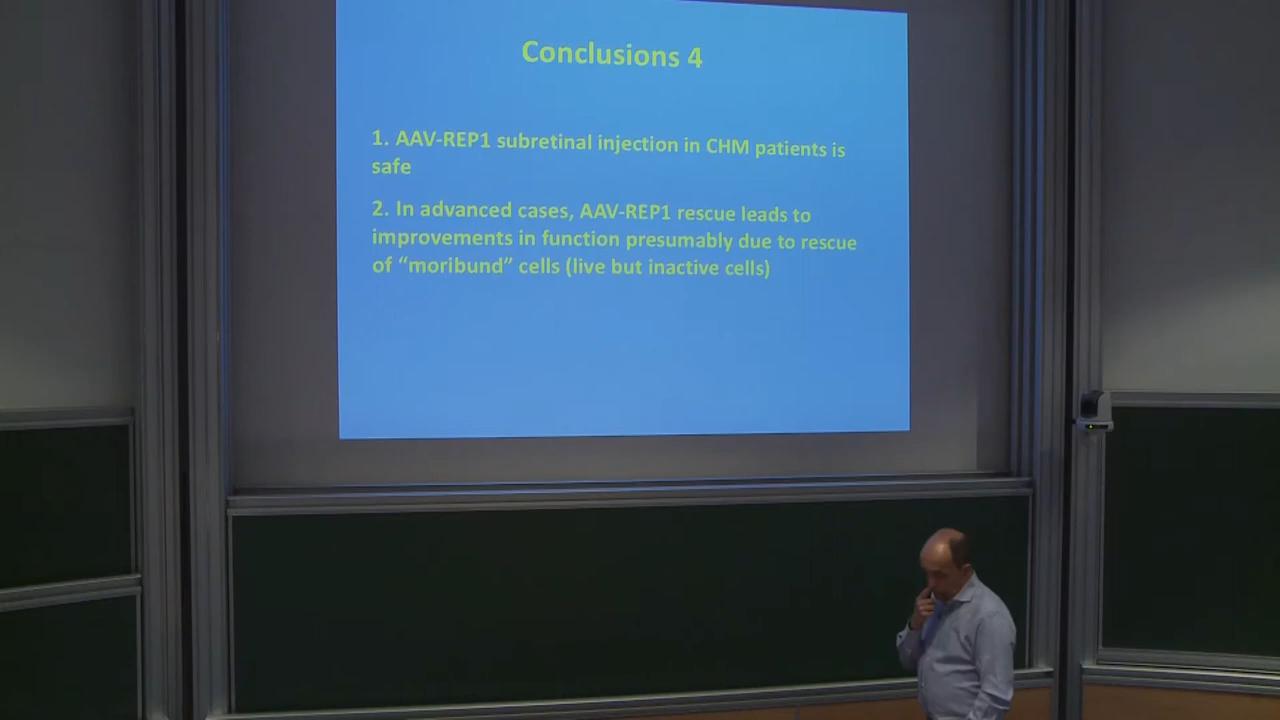 Conclusions 4
1. AAV-REP1 subretinal injection in CHM patients is
safe
2. In advanced cases, AAV-REP1 rescue leads to
improvements in function presumably due to rescue
of “moribund” cells (live but inactive cells)